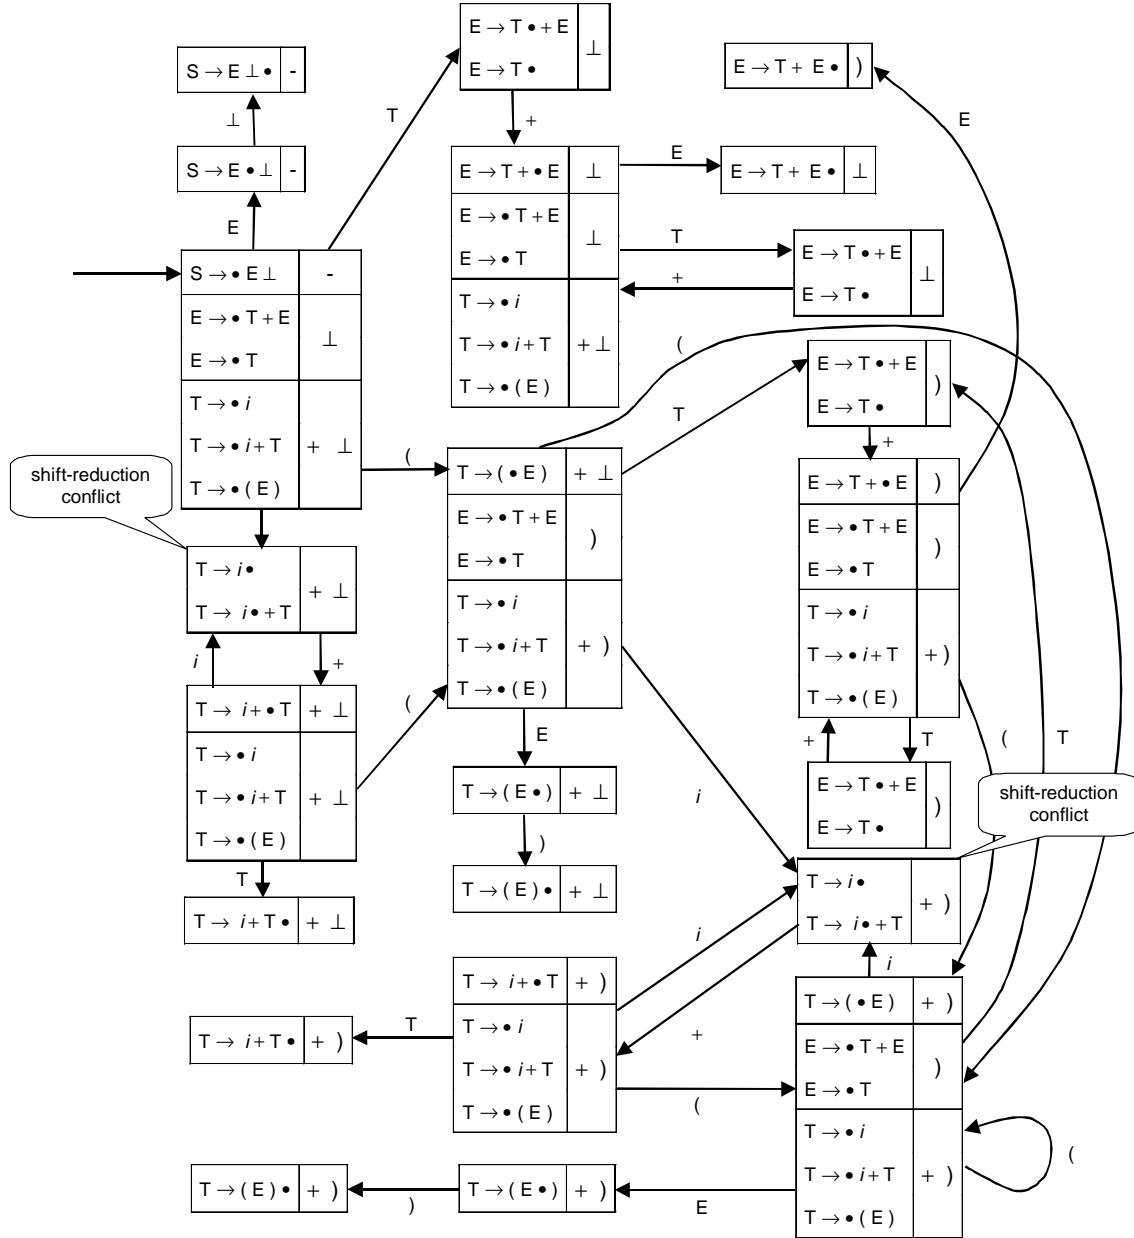 E → T • + E
E → T •
⊥
S → E ⊥ •
-
E → T + E •
)
⊥
T
+
E
S → E • ⊥
-
E → T + • E
⊥
E
E → T + E •
⊥
E
E → • T + E
E → • T
⊥
T
E → T • + E
E → T •
⊥
+
S → • E ⊥
-
E → • T + E
E → • T
⊥
T → • i
T → • i + T
T → • ( E )
+ ⊥
T → • i
T → • i + T
T → • ( E )
+ ⊥
(
E → T • + E
E → T •
)
T
+
shift-reduction
conflict
(
T → ( • E )
+ ⊥
E → • T + E
E → • T
)
T → • i
T → • i + T
T → • ( E )
+ )
E → T + • E
)
E → • T + E
E → • T
)
T → • i
T → • i + T
T → • ( E )
+ )
T → i •
T → i • + T
+ ⊥
i
+
T → i + • T
+ ⊥
T → • i
T → • i + T
T → • ( E )
+ ⊥
(
E
+
T
(
T
T → ( E • )
+ ⊥
i
E → T • + E
E → T •
)
shift-reduction
conflict
)
T
T → ( E ) •
+ ⊥
T → i + T •
+ ⊥
T → i •
T → i • + T
+ )
i
i
T → i + • T
+ )
T → • i
T → • i + T
T → • ( E )
+ )
T
T → i + T •
+ )
+
(
T → ( • E )
+ )
E → • T + E
E → • T
)
T → • i
T → • i + T
T → • ( E )
+ )
(
T → ( E ) •
+ )
)
T → ( E • )
+ )
E